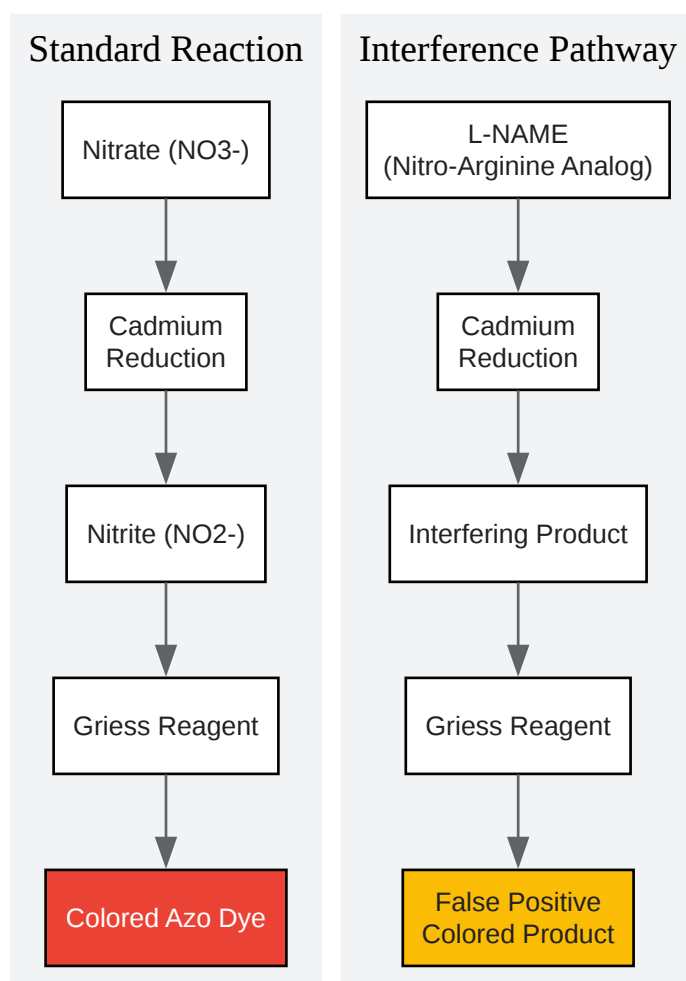 Standard Reaction
Nitrate (NO3-)
Cadmium
Reduction
Nitrite (NO2-)
Griess Reagent
Colored Azo Dye
Interference Pathway
L-NAME
(Nitro-Arginine Analog)
Cadmium
Reduction
Interfering Product
Griess Reagent
False Positive
Colored Product